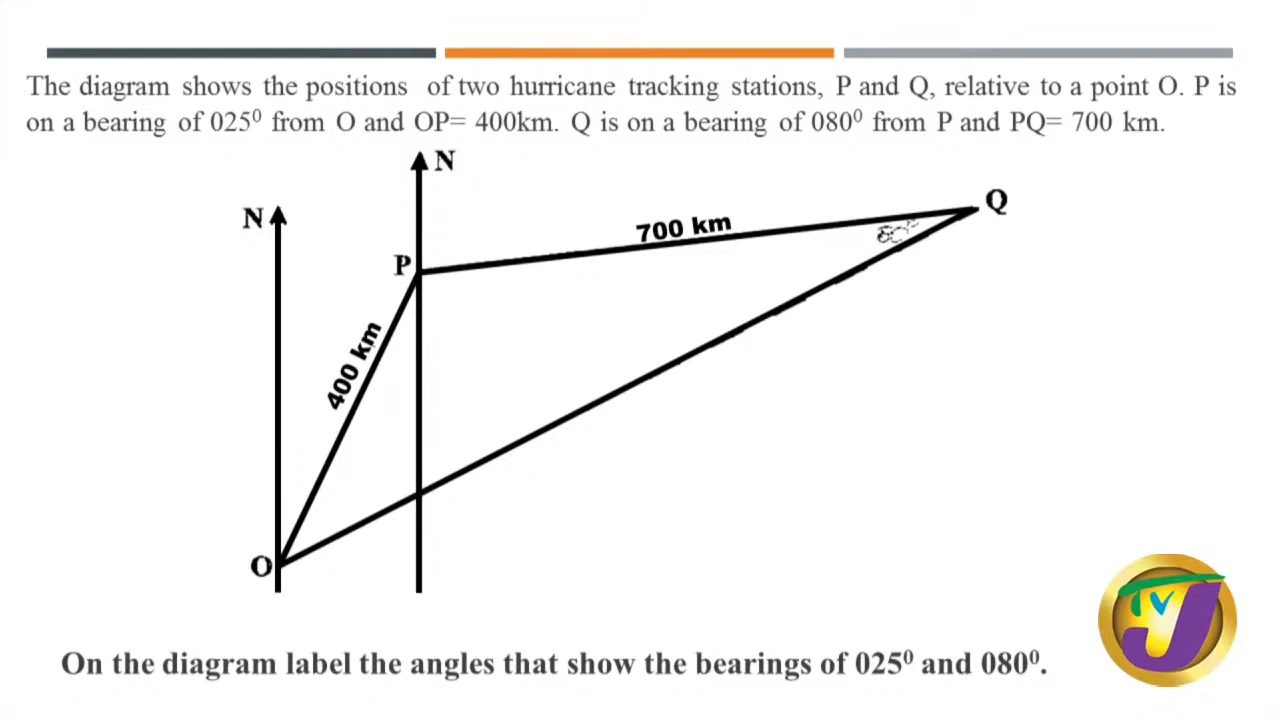 The diagram shows the positions of two hurricane tracking stations, P and Q, relative to a point O. P is
on a bearing of 025⁰ from O and OP= 400km. Q is on a bearing of 080⁰ from P and PQ= 700 km.
N
N
Q
700 km
P
400 km
O
TVJ
On the diagram label the angles that show the bearings of 025⁰ and 080⁰.